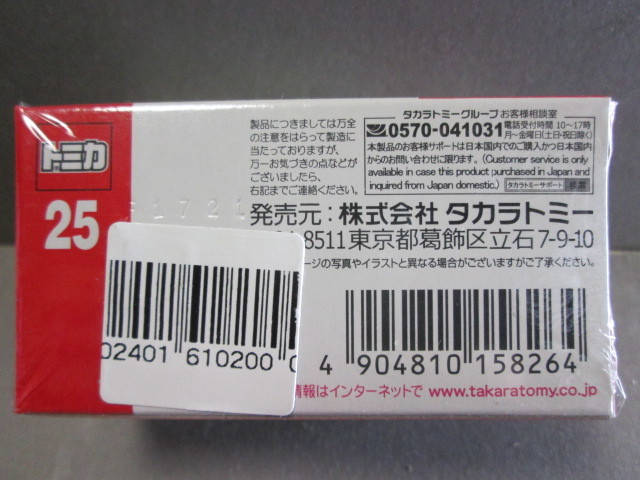 トミカ
25
61721
製品につきましては万全
の注意をはらって製造に
当たっておりますが、
万一お気づきの点などが
ございましたら、
右記までご連絡ください。
タカラトミーグループ お客様相談室
0570-041031
電話受付時間 10〜17時
月〜金曜日(土・日・祝日除く)
本製品のお客様サポートは日本国内でのご購入かつ日本国内
からのお問い合わせに限ります。(Customer service is only
available in case this product purchased in Japan and
inquired from Japan domestic.)
タカラトミーサポート 検索
発売元:株式会社 タカラトミー
8511東京都葛飾区立石7-9-10
ージの写真やイラストと異なる場合がございますがご了承ください。
02401 610200 0
4 904810 158264
情報はインターネットで www.takaratomy.co.jp